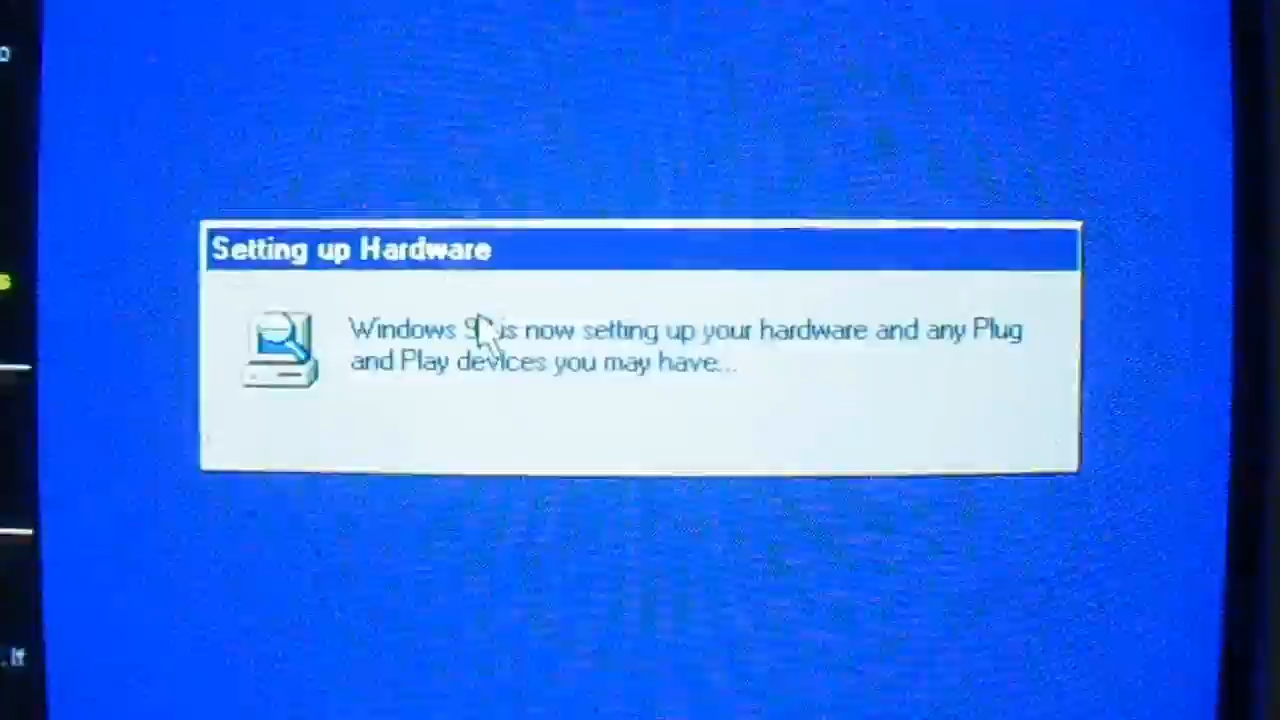 Setting up Hardware
Windows is now setting up your hardware and any Plug
and Play devices you may have...